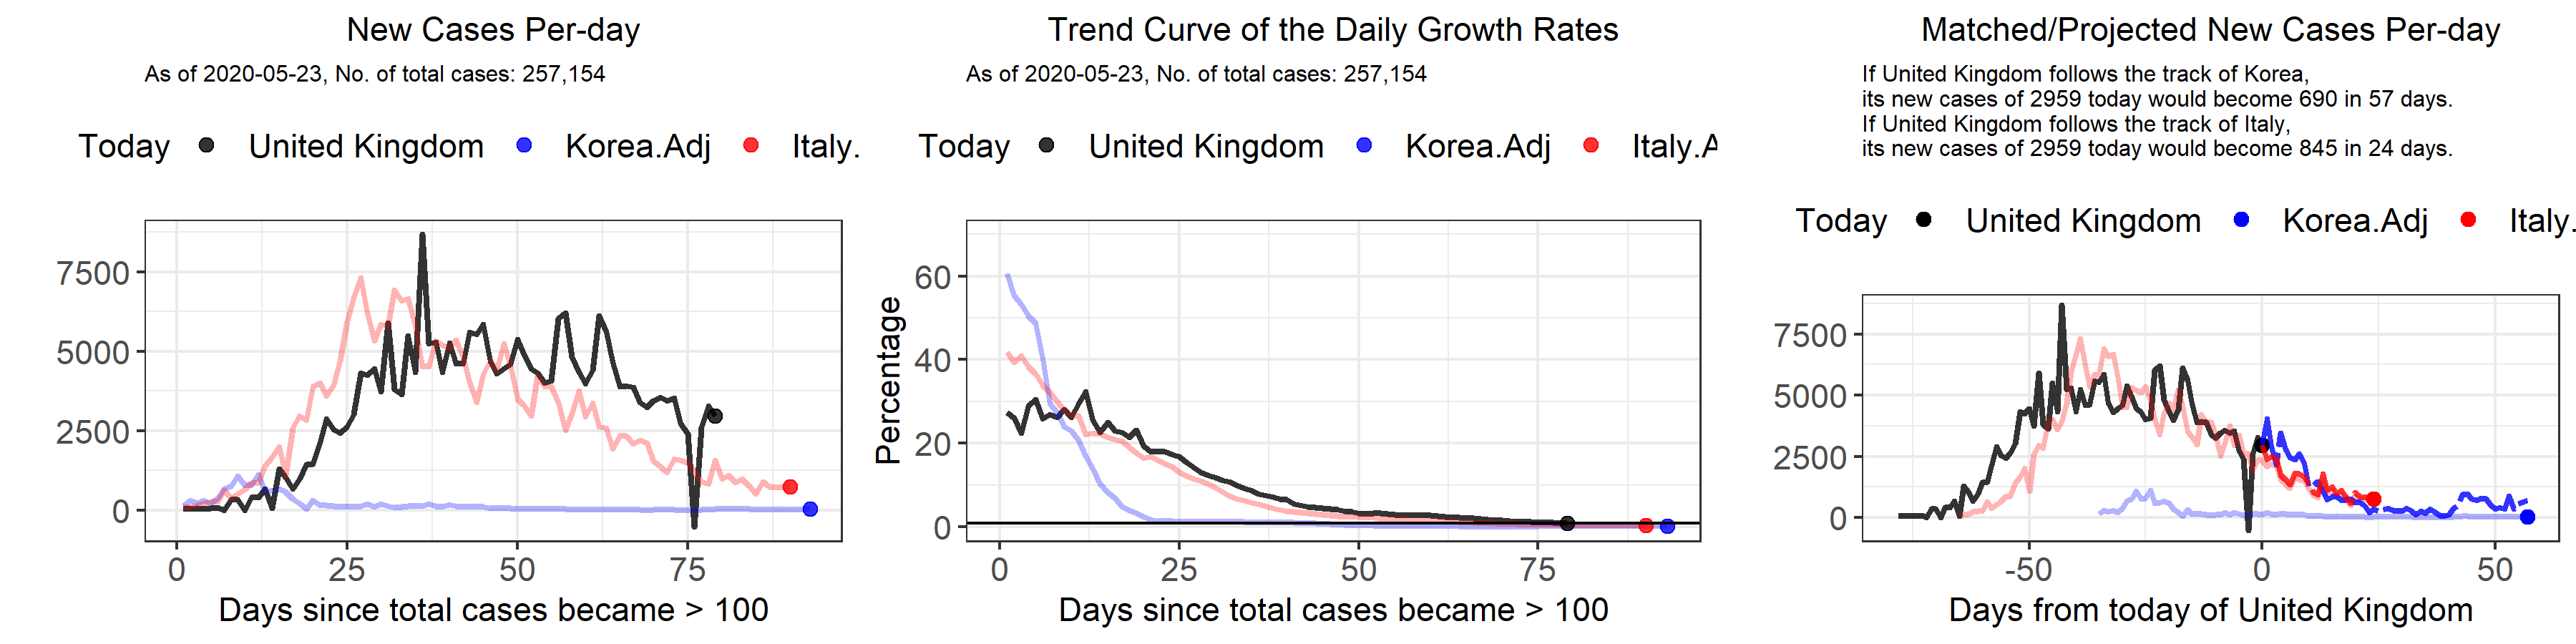 New Cases Per-day
As of 2020-05-23, No. of total cases: 257,154
Today United Kingdom Korea.Adj Italy.
7500
5000
2500
0
0 25 50 75
Days since total cases became > 100
Trend Curve of the Daily Growth Rates
As of 2020-05-23, No. of total cases: 257,154
Today United Kingdom Korea.Adj Italy.A
Percentage
60
40
20
0
0 25 50 75
Days since total cases became > 100
Matched/Projected New Cases Per-day
If United Kingdom follows the track of Korea,
its new cases of 2959 today would become 690 in 57 days.
If United Kingdom follows the track of Italy,
its new cases of 2959 today would become 845 in 24 days.
Today United Kingdom Korea.Adj Italy.
7500
5000
2500
0
-50 0 50
Days from today of United Kingdom